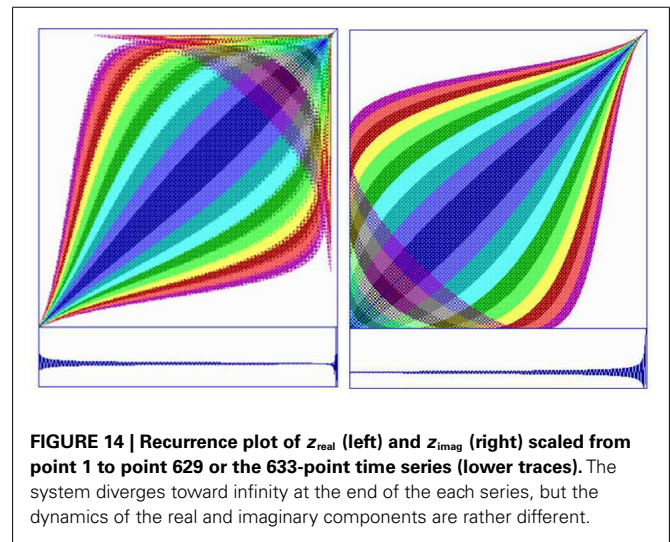 FIGURE 14 | Recurrence plot of zreal (left) and zimag (right) scaled from
point 1 to point 629 or the 633-point time series (lower traces). The
system diverges toward infinity at the end of the each series, but the
dynamics of the real and imaginary components are rather different.